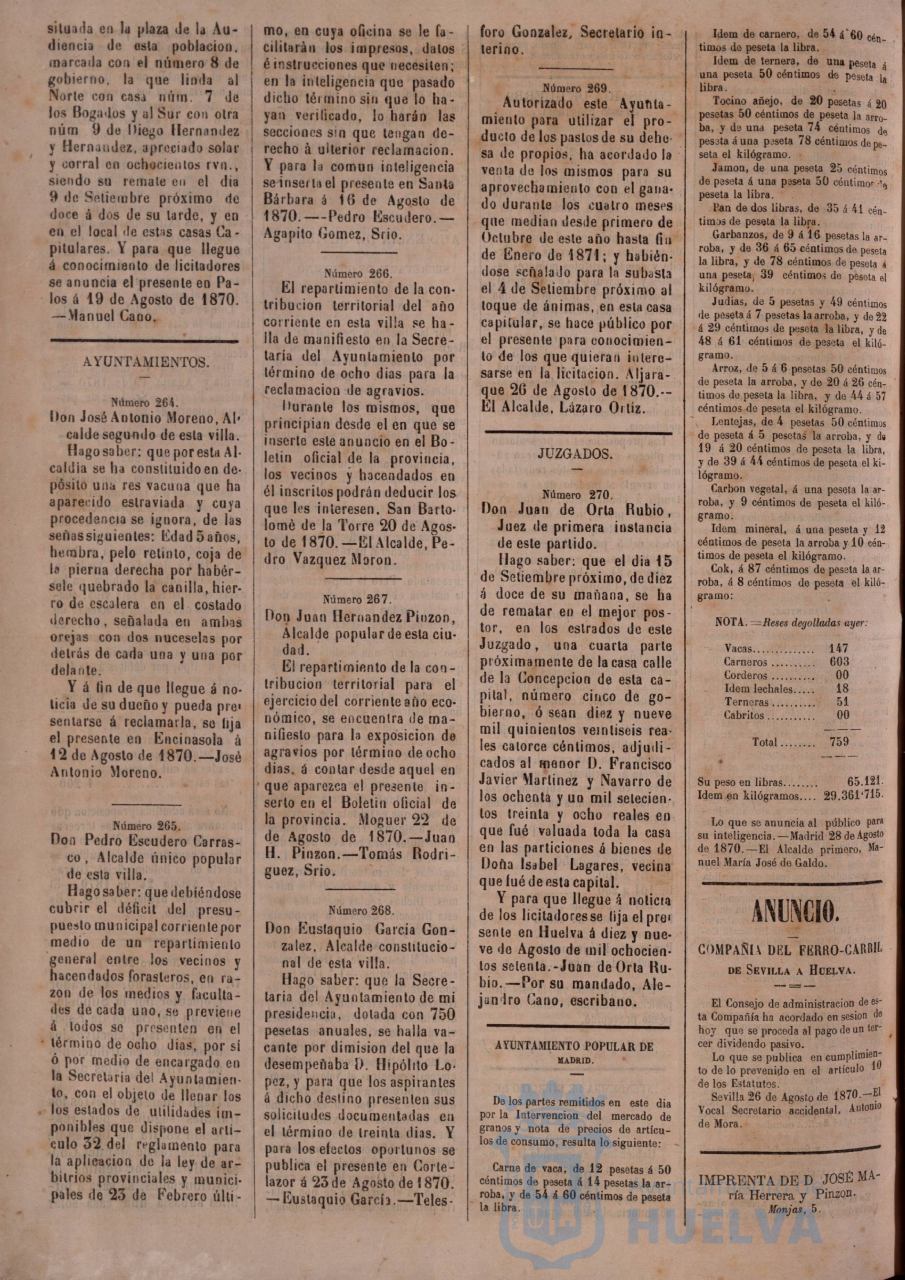 situada en la plaza de la Au-
diencia de esta poblacion,
marcada con el número 8 de
gobierno, la que linda al
Norte con casa núm. 7 de
los Bogados y al Sur con otra
núm 9 de Diego Hernandez
y Hernandez, apreciado solar
y corral en ochocientos rvn.,
siendo su remate en el dia
9 de Setiembre próximo de
doce á dos de su tarde, y en
en el local de estas casas Ca-
pitulares. Y para que llegue
á conocimiento de licitadores
se anuncia el presente en Pa-
los á 19 de Agosto de 1870.
—Manuel Cano.
AYUNTAMIENTOS.
Número 264.
Don José Antonio Moreno, Al-
calde segundo de esta villa.
Hago saber: que por esta Al-
caldia se ha constituido en de-
pósito una res vacuna que ha
aparecido estraviada y cuya
procedencia se ignora, de las
señas siguientes: Edad 5 años,
hembra, pelo retinto, coja de
la pierna derecha por habér-
sele quebrado la canilla, hier-
ro de escalera en el costado
derecho, señalada en ambas
orejas con dos nuceselas por
detrás de cada una y una por
delante.
Y á fin de que llegue á no-
ticia de su dueño y pueda pre-
sentarse á reclamarla, se fija
el presente en Encinasola á
12 de Agosto de 1870.—José
Antonio Moreno.
Número 265.
Don Pedro Escudero Carras-
co, Alcalde único popular
de esta villa.
Hago saber: que debiéndose
cubrir el déficit del presu-
puesto municipal corriente por
medio de un repartimiento
general entre los vecinos y
hacendados forasteros, en ra-
zon de los medios y faculta-
des de cada uno, se previene
á todos se presenten en el
término de ocho dias, por sí
ó por medio de encargado en
la Secretaria del Ayuntamien-
to, con el objeto de llenar los
los estados de utilidades im-
ponibles que dispone el artí-
culo 32 del reglamento para
la aplicacion de la ley de ar-
bitrios provinciales y munici-
pales de 23 de Febrero últi-
mo, en cuya oficina se le fa-
cilitarán los impresos, datos
é instrucciones que necesiten;
en la inteligencia que pasado
dicho término sin que lo ha-
yan verificado, lo harán las
secciones sin que tengan de-
recho á ulterior reclamacion.
Y para la comun inteligencia
se inserta el presente en Santa
Bárbara á 16 de Agosto de
1870.—-Pedro Escudero.—
Agapito Gomez, Srio.
Número 266.
El repartimiento de la con-
tribucion territorial del año
corriente en esta villa se ha-
lla de manifiesto en la Secre-
taría del Ayuntamiento por
término de ocho dias para la
reclamacion de agravios.
Durante los mismos, que
principian desde el en que se
inserte este anuncio en el Bo-
letin oficial de la provincia,
los vecinos y haceadados en
él inscritos podrán deducir los
que les interesen. San Barto-
lomé de la Torre 20 de Agos-
to de 1870.—El Alcalde, Pe-
dro Vazquez Moron.
Número 267.
Don Juan Hernandez Pinzon,
Alcalde popular de esta ciu-
dad.
El repartimiento de la con-
tribucion territorial para el
ejercicio del corriente año eco-
nómico, se encuentra de ma-
nifiesto para la exposicion de
agravios por término de ocho
dias, á contar desde aquel en
que aparezca el presente in-
serto en el Boletin oficial de
la provincia. Moguer 22 de
de Agosto de 1870.—Juan
H. Pinzon.—Tomás Rodri-
guez, Srio.
Número 268.
Don Eustaquio Garcia Gon-
zalez, Alcalde constitucio-
nal de esta villa.
Hago saber: que la Secre-
taria del Ayuntamiento de mi
presidencia, dotada con 750
pesetas anuales, se halla va-
cante por dimision del que la
desempeñaba D. Hipólito Lo-
pez, y para que los aspirantes
á dicho destino presenten sus
solicitudes documentadas en
el término de treinta dias. Y
para los efectos oportunos se
publica el presente en Corte-
lazor á 23 de Agosto de 1870.
—Eustaquio García.—Teles-
foro Gonzalez, Secretario in-
terino.
Número 269.
Autorizado este Ayunta-
miento para utilizar el pro-
ducto de los pastos de su dehe-
sa de propios, ha acordado la
venta de los mismos para su
aprovechamiento con el gana-
do durante los cuatro meses
que median desde primero de
Octubre de este año hasta fin
de Enero de 1871; y habién-
dose señalado para la subasta
el 4 de Setiembre próximo al
toque de ánimas, en esta casa
capitular, se hace público por
el presente para conocimien-
to de los que quieran intere-
sarse en la licitacion. Aljara-
que 26 de Agosto de 1870.--
El Alcalde, Lázaro Ortiz.
JUZGADOS.
Número 270.
Don Juan de Orta Rubio,
Juez de primera instancia
de este partido.
Hago saber: que el dia 15
de Setiembre próximo, de diez
á doce de su mañana, se ha
de rematar en el mejor pos-
tor, en los estrados de este
Juzgado, una cuarta parte
próximamente de la casa calle
de la Concepcion de esta ca-
pital, número cinco de go-
bierno, ó sean diez y nueve
mil quinientos veintiseis rea-
les catorce céntimos, adjudi-
cados al menor D. Francisco
Javier Martinez y Navarro de
los ochenta y un mil setecien-
tos treinta y ocho reales en
que fué valuada toda la casa
en las particiones á bienes de
Doña Isabel Lagares, vecina
que fué de esta capital.
Y para que llegue á noticia
de los licitadores se fija el pre-
sente en Huelva á diez y nue-
ve de Agosto de mil ochocien-
tos setenta.-Juan de Orta Ru-
bio.—Por su mandado, Ale-
jandro Cano, escribano.
AYUNTAMIENTO POPULAR DE
MADRID.
De los partes remitidos en este dia
por la Intervencion del mercado de
granos y nota de precios de artícu-
los de consumo, resulta lo siguiente:
Carne de vaca, de 12 pesetas á 50
céntimos de peseta á 14 pesetas la ar-
roba, y de 54 á 60 céntimos de peseta
la libra.
Idem de carnero, de 54 á 60 cén-
timos de peseta la libra.
Idem de ternera, de una peseta á
una peseta 50 céntimos de peseta la
libra.
Tocino añejo, de 20 pesetas á 20
pesetas 50 céntimos de peseta la arro-
ba, y de una peseta 74 céntimos de
peseta á una peseta 78 céntimos de pe-
seta el kilógramo.
Jamon, de una peseta 25 céntimos
de peseta á una peseta 50 céntimos de
peseta la libra.
Pan de dos libras, de 35 á 41 cén-
timos de peseta la libra.
Garbanzos, de 9 á 16 pesetas la ar-
roba, y de 36 á 65 céntimos de peseta
la libra, y de 78 céntimos de peseta á
una peseta, 39 céntimos de peseta el
kilógramo.
Judias, de 5 pesetas y 49 céntimos
de peseta á 7 pesetas la arroba, y de 22
á 29 céntimos de peseta la libra, y de
48 á 61 céntimos de peseta el kiló-
gramo.
Arroz, de 5 á 6 pesetas 50 céntimos
de peseta la arroba, y de 20 á 26 cén-
timos de peseta la libra, y de 44 á 57
céntimos de peseta el kilógramo.
Lentejas, de 4 pesetas 50 céntimos
de peseta á 5 pesetas la arroba, y de
19 á 20 céntimos de peseta la libra,
y de 39 á 44 céntimos de peseta el ki-
lógramo.
Carbon vegetal, á una peseta la ar-
roba, y 9 céntimos de peseta el kiló-
gramo.
Idem mineral, á una peseta y 12
céntimos de peseta la arroba y 10 cén-
timos de peseta el kilógramo.
Cok, á 87 céntimos de peseta la ar-
roba, á 8 céntimos de peseta el kiló-
gramo:
NOTA.=Reses degolladas ayer:
Vacas............. 147
Carneros.......... 603
Corderos.......... 00
Idem lechales..... 18
Terneras.......... 51
Cabritos........... 00
Total........ 759
Su peso en libras........ 65.121.
Idem en kilógramos.... 29.361'715.
Lo que se anuncia al público para
su inteligencia.—Madrid 28 de Agosto
de 1870.—El Alcalde primero, Ma-
nuel María José de Galdo.
ANUNCIO.
COMPAÑIA DEL FERRO-CARRIL
DE SEVILLA A HUELVA.
El Consejo de administracion de es-
ta Compañía ha acordado en sesion de
hoy que se proceda al pago de un ter-
cer dividendo pasivo.
Lo que se publica en cumplimien-
to de lo prevenido en el artículo 10
de los Estatutos.
Sevilla 26 de Agosto de 1870.—El
Vocal Secretario accidental, Antonio
de Mora.
IMPRENTA DE D JOSÉ MA-
ría Herrera y Pinzon.
Monjas, 5.
HUELVA